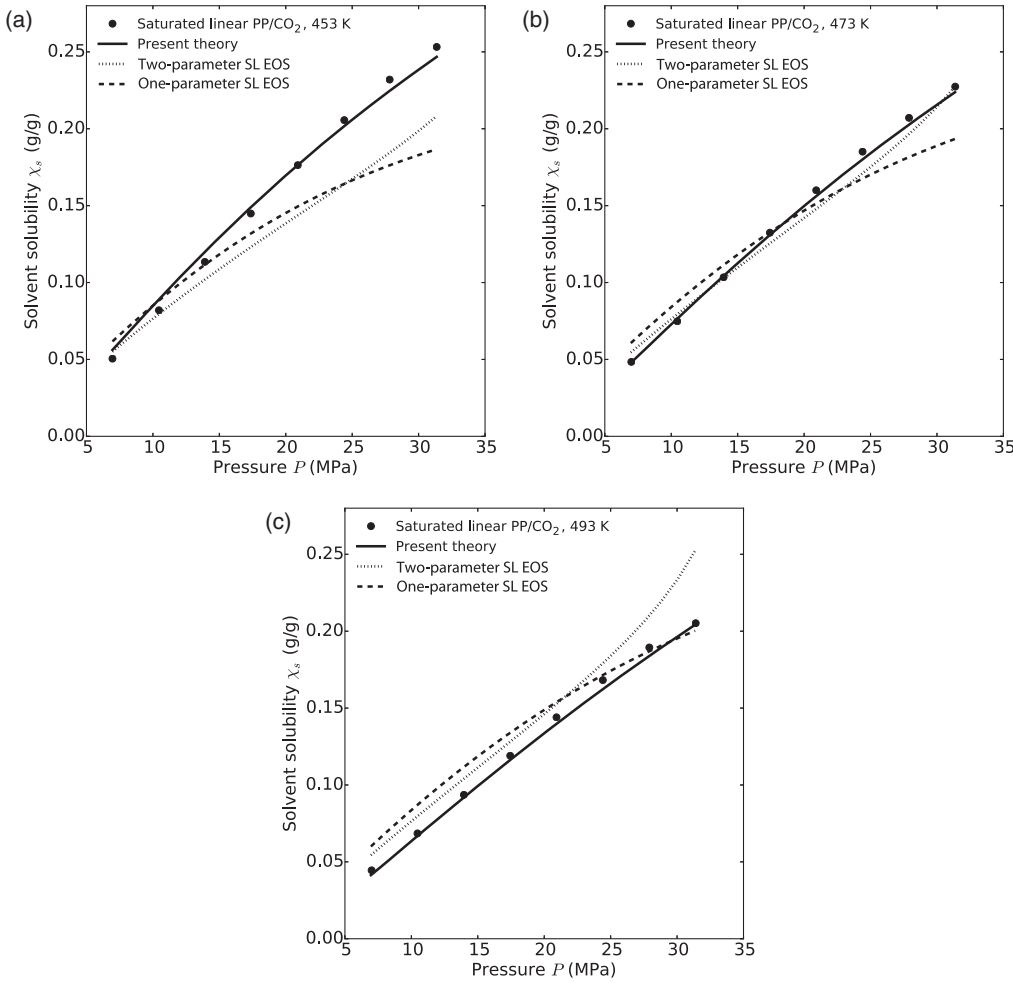 (a)
Saturated linear PP/CO₂, 453 K
Present theory
Two-parameter SL EOS
One-parameter SL EOS
0.25
0.20
0.15
0.10
0.05
0.00
Solvent solubility χₛ (g/g)
5 10 15 20 25 30 35
Pressure P (MPa)
(b)
Saturated linear PP/CO₂, 473 K
Present theory
Two-parameter SL EOS
One-parameter SL EOS
0.25
0.20
0.15
0.10
0.05
0.00
Solvent solubility χₛ (g/g)
5 10 15 20 25 30 35
Pressure P (MPa)
(c)
Saturated linear PP/CO₂, 493 K
Present theory
Two-parameter SL EOS
One-parameter SL EOS
0.25
0.20
0.15
0.10
0.05
0.00
Solvent solubility χₛ (g/g)
5 10 15 20 25 30 35
Pressure P (MPa)